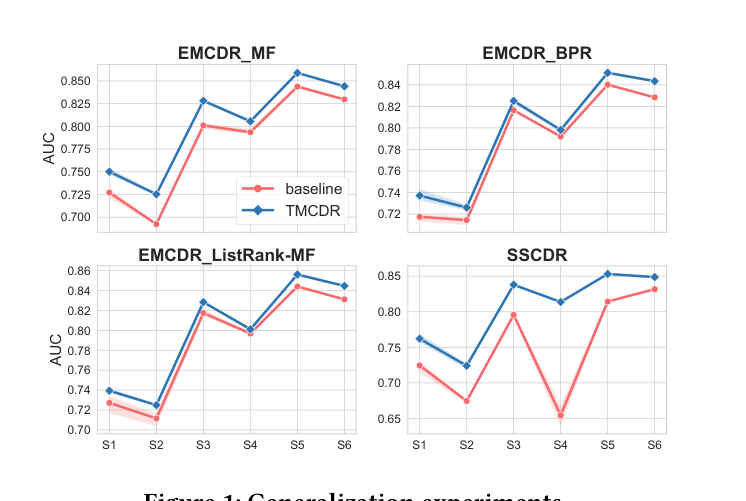 EMCDR_MF
EMCDR_BPR
0.850
0.825
0.800
0.775
0.750
0.725
0.700
AUC
baseline
TMCDR
0.84
0.82
0.80
0.78
0.76
0.74
0.72
EMCDR_ListRank-MF
SSCDR
0.86
0.84
0.82
0.80
0.78
0.76
0.74
0.72
0.70
AUC
S1 S2 S3 S4 S5 S6
0.85
0.80
0.75
0.70
0.65
S1 S2 S3 S4 S5 S6
Figure 1: Generalization experiments